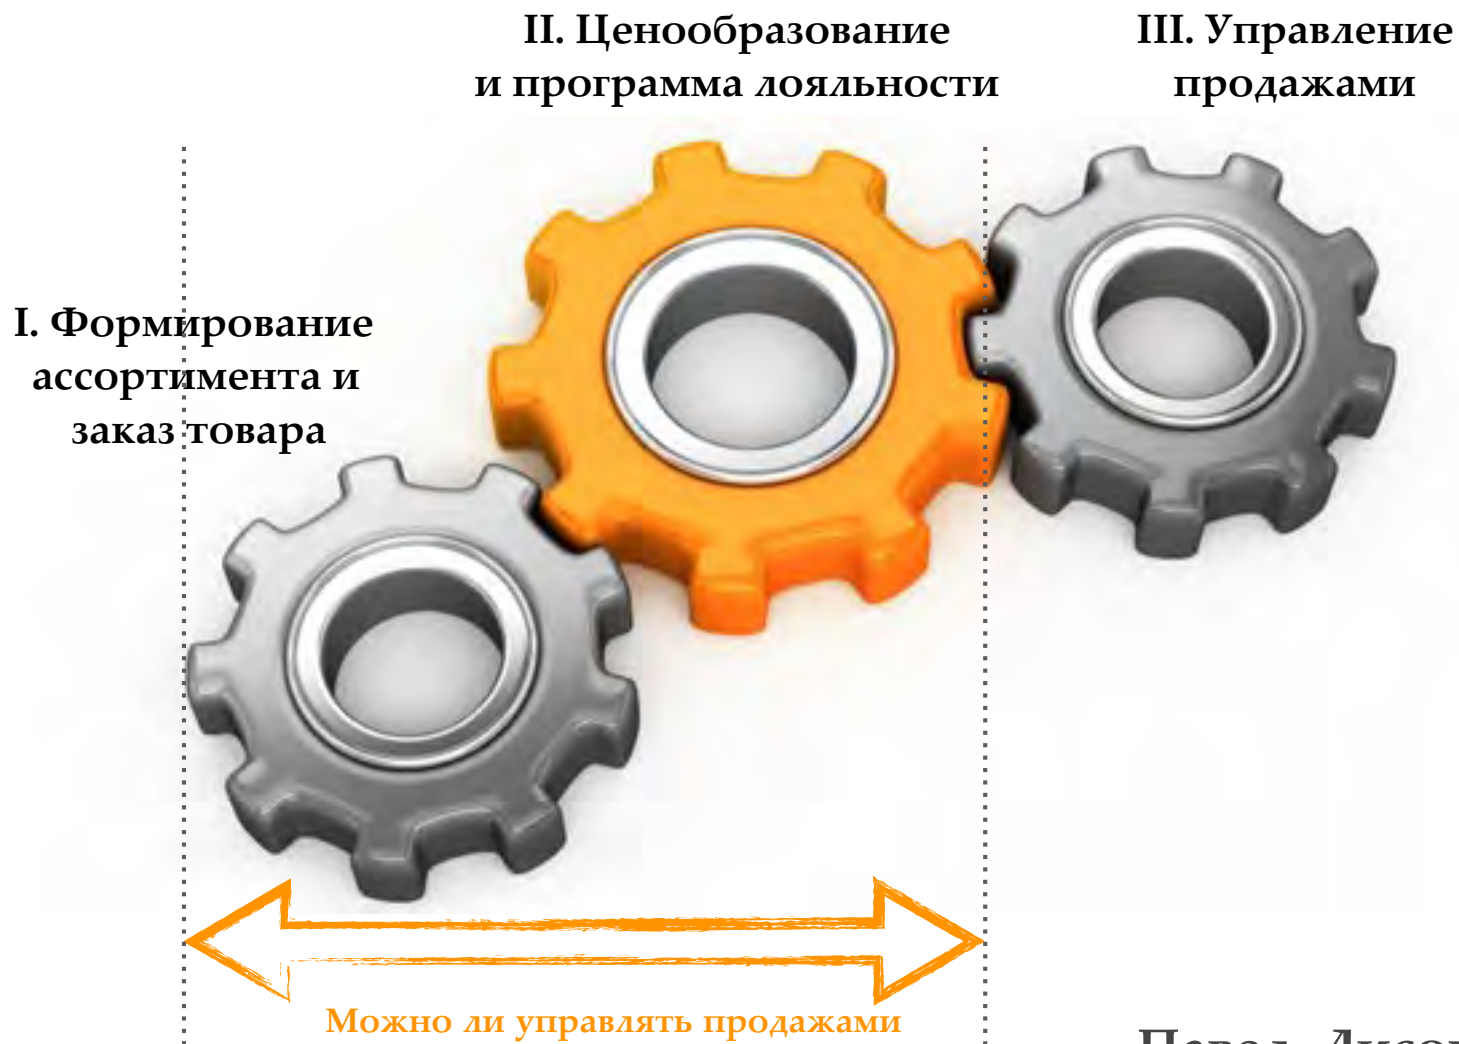 II. Ценообразование
и программа лояльности
III. Управление
продажами
I. Формирование
ассортимента и
заказ товара
Можно ли управлять продажами